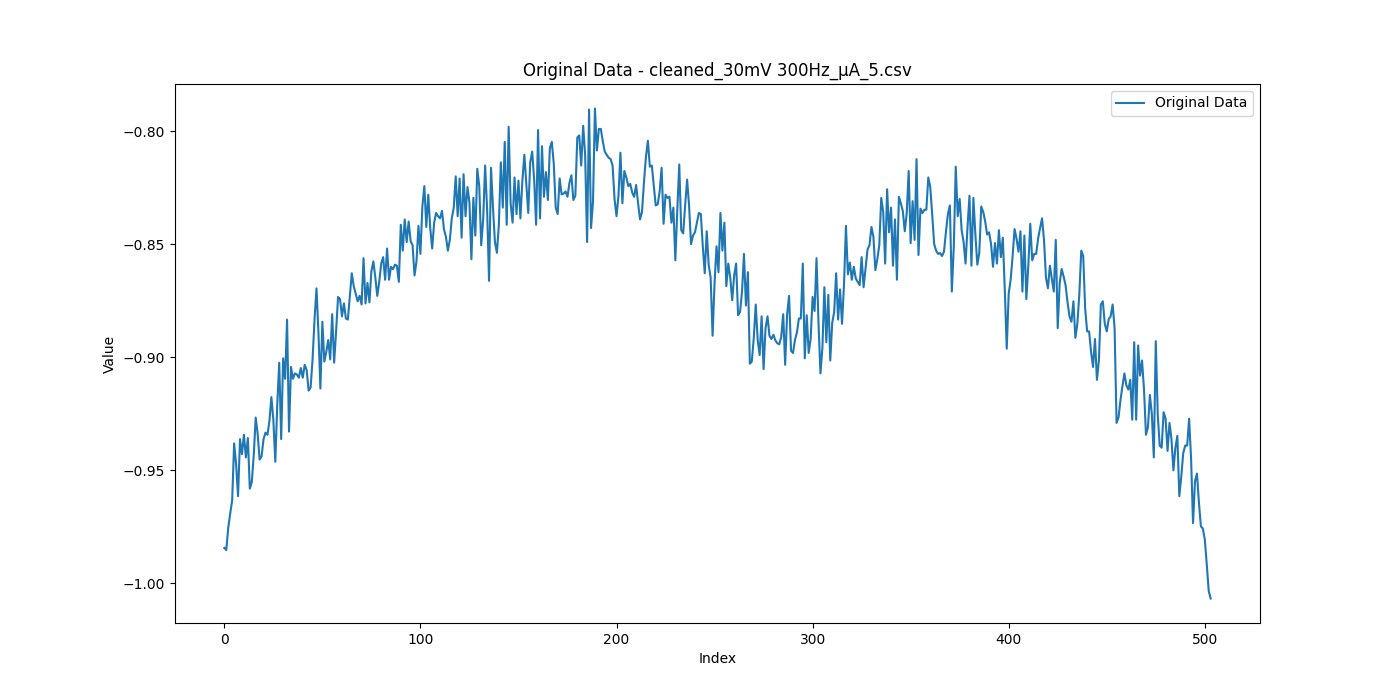 Original Data - cleaned_30mV 300Hz_μA_5.csv
Original Data
Value
−0.80
−0.85
−0.90
−0.95
−1.00
0 100 200 300 400 500
Index